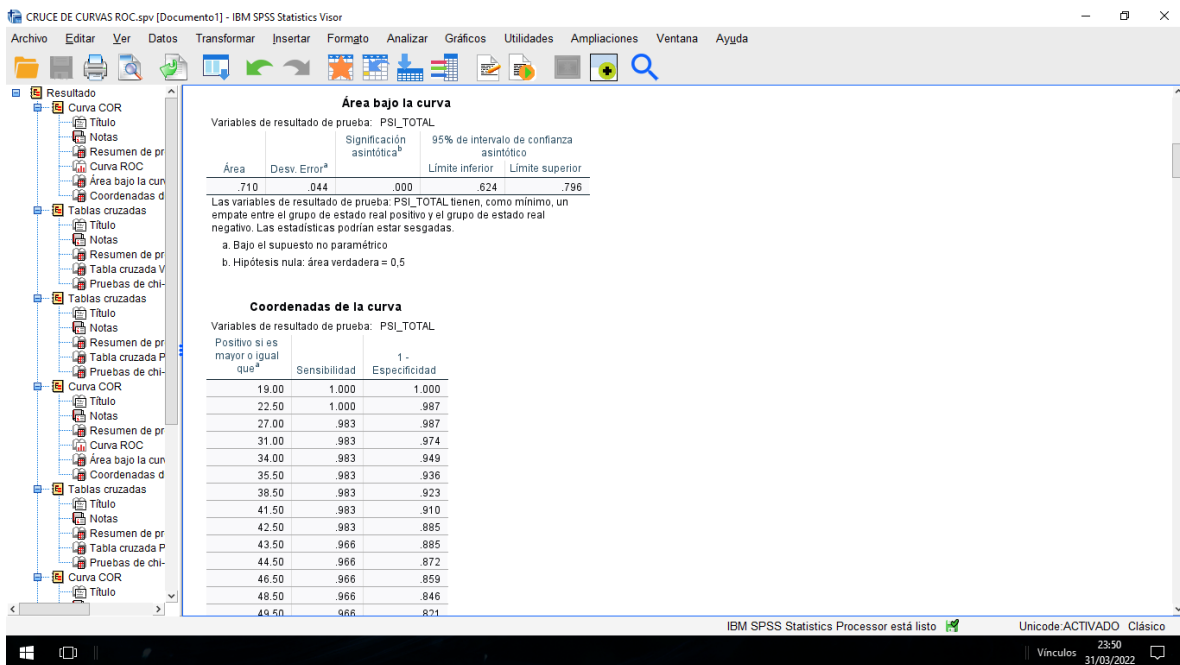 CRUCE DE CURVAS ROC.spv [Documento1] - IBM SPSS Statistics Visor
Archivo Editar Ver Datos Transformar Insertar Formato Analizar Gráficos Utilidades Ampliaciones Ventana Ayuda
Resultado
Curva COR
Título
Notas
Resumen de pr
Curva ROC
Área bajo la curv
Coordenadas d
Tablas cruzadas
Título
Notas
Resumen de pr
Tabla cruzada V
Pruebas de chi-
Tablas cruzadas
Título
Notas
Resumen de pr
Tabla cruzada P
Pruebas de chi-
Curva COR
Título
Notas
Resumen de pr
Curva ROC
Área bajo la curv
Coordenadas d
Tablas cruzadas
Título
Notas
Resumen de pr
Tabla cruzada P
Pruebas de chi-
Curva COR
Título
Área bajo la curva
Variables de resultado de prueba: PSI_TOTAL
Área Desv. Errorª Significación asintóticaᵇ 95% de intervalo de confianza asintótico
Límite inferior Límite superior
.710 .044 .000 .624 .796
Las variables de resultado de prueba: PSI_TOTAL tienen, como mínimo, un
empate entre el grupo de estado real positivo y el grupo de estado real
negativo. Las estadísticas podrían estar sesgadas.
a. Bajo el supuesto no paramétrico
b. Hipótesis nula: área verdadera = 0,5
Coordenadas de la curva
Variables de resultado de prueba: PSI_TOTAL
Positivo si es mayor o igual queª Sensibilidad 1 - Especificidad
19.00 1.000 1.000
22.50 1.000 .987
27.00 .983 .987
31.00 .983 .974
34.00 .983 .949
35.50 .983 .936
38.50 .983 .923
41.50 .983 .910
42.50 .983 .885
43.50 .966 .885
44.50 .966 .872
46.50 .966 .859
48.50 .966 .846
49.50 .966 .821
IBM SPSS Statistics Processor está listo Unicode:ACTIVADO Clásico
Vínculos 23:50
31/03/2022